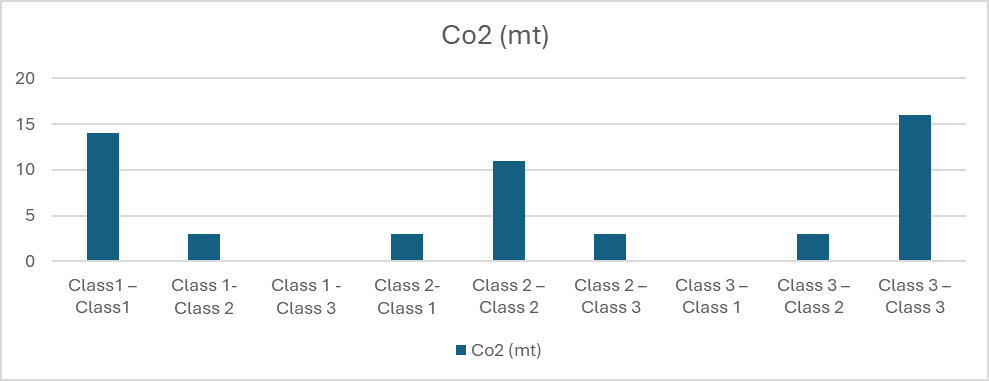 Co2 (mt)
20
15
10
5
0
Class1 –
Class1
Class 1-
Class 2
Class 1 -
Class 3
Class 2-
Class 1
Class 2 –
Class 2
Class 2 –
Class 3
Class 3 –
Class 1
Class 3 –
Class 2
Class 3 –
Class 3
Co2 (mt)